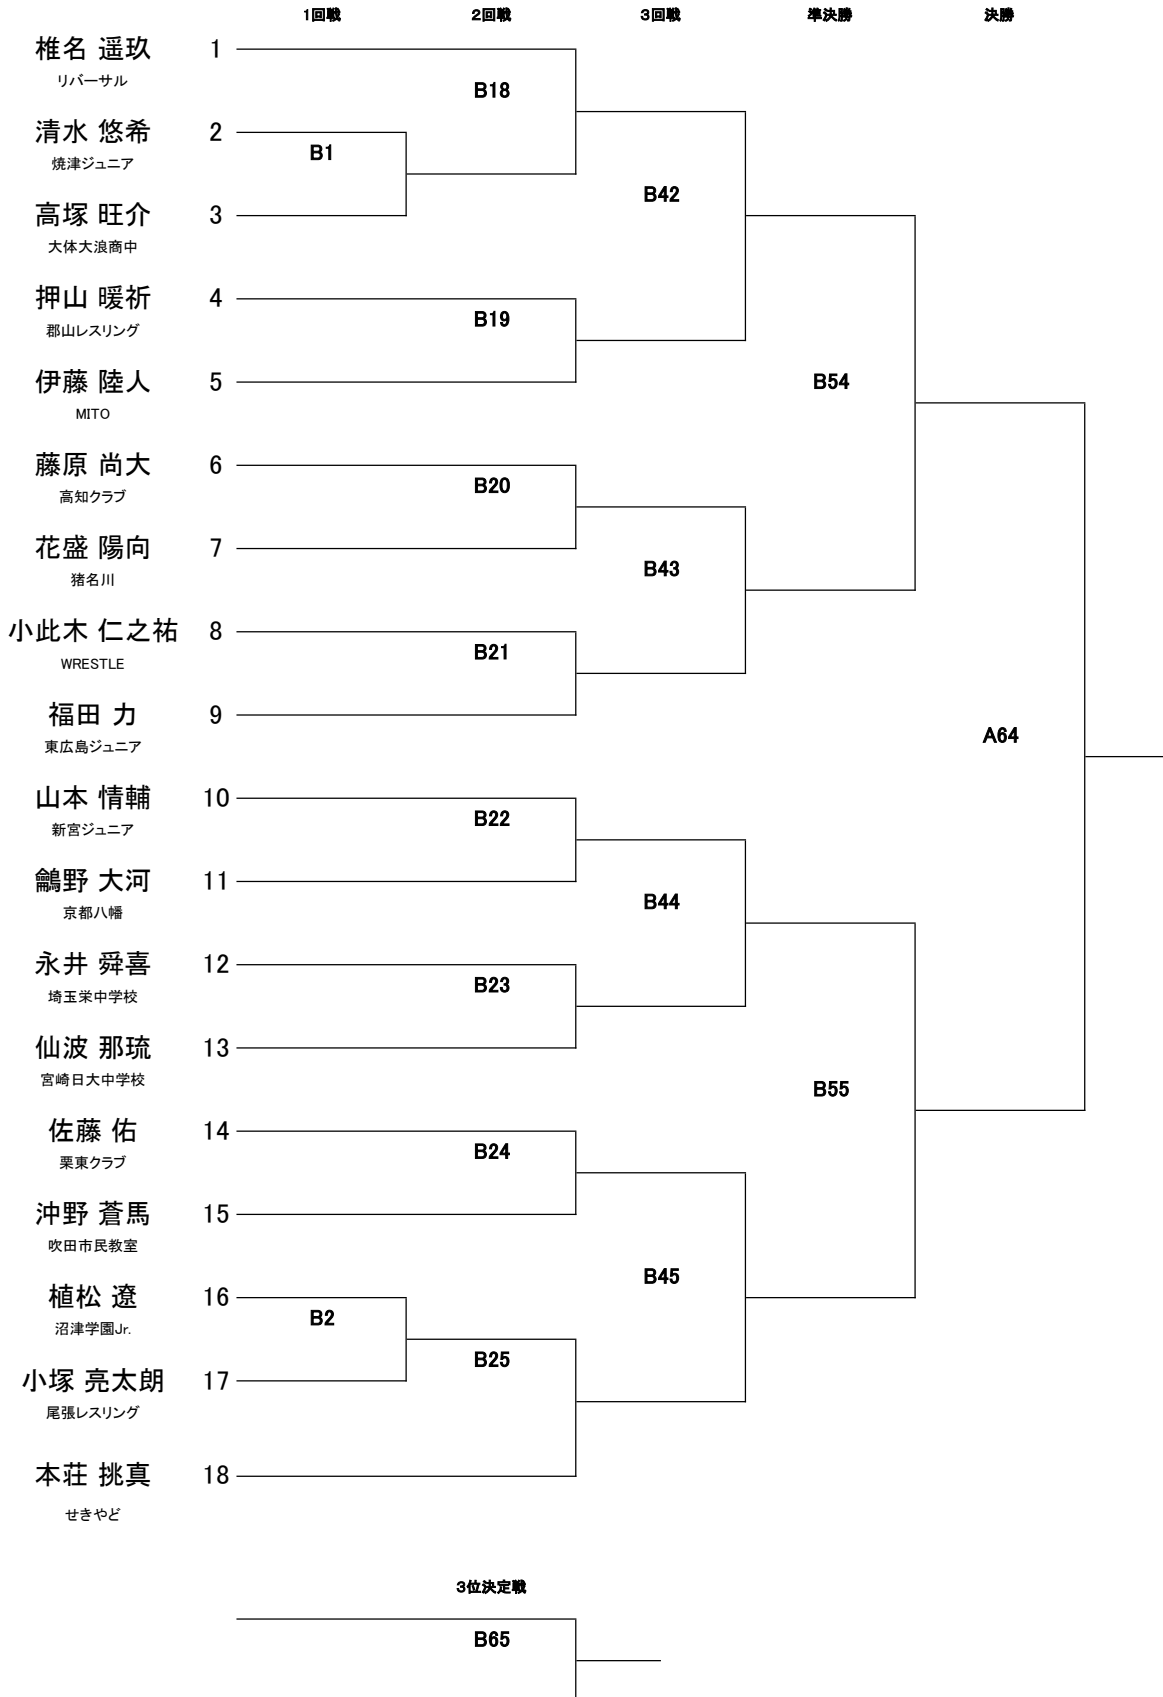 1回戦 2回戦 3回戦 準決勝 決勝
椎名 遥玖 1
リバーサル
B18
清水 悠希 2
焼津ジュニア
B1
高塚 旺介 3
大体大浪商中
B42
押山 暖祈 4
郡山レスリング
B19
伊藤 陸人 5
MITO
B54
藤原 尚大 6
高知クラブ
B20
花盛 陽向 7
猪名川
B43
小此木 仁之祐 8
WRESTLE
B21
福田 力 9
東広島ジュニア
A64
山本 情輔 10
新宮ジュニア
B22
鸙野 大河 11
京都八幡
B44
永井 舜喜 12
埼玉栄中学校
B23
仙波 那琉 13
宮崎日大中学校
B55
佐藤 佑 14
栗東クラブ
B24
沖野 蒼馬 15
吹田市民教室
B45
植松 遼 16
沼津学園Jr.
B2
小塚 亮太朗 17
尾張レスリング
B25
本荘 挑真 18
せきやど
3位決定戦
B65